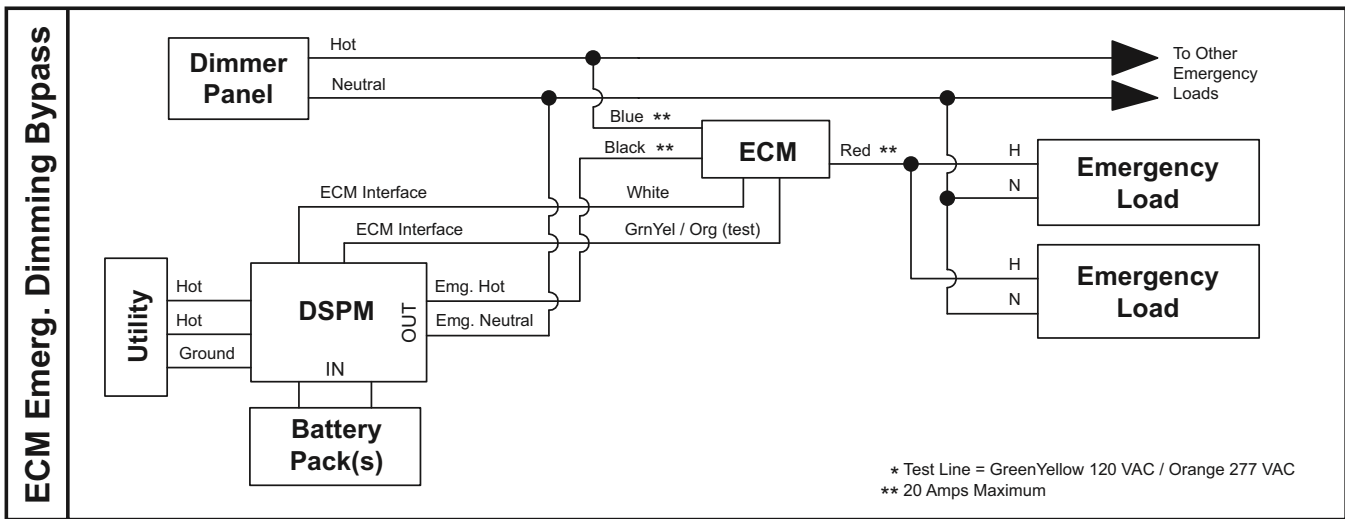 ECM Emerg. Dimming Bypass
Dimmer
Panel
Hot
Neutral
To Other
Emergency
Loads
Blue **
Black **
ECM
Red **
H
N
Emergency
Load
ECM Interface
White
ECM Interface
GrnYel / Org (test)
H
N
Emergency
Load
Utility
Hot
Hot
Ground
DSPM
IN
OUT
Emg. Hot
Emg. Neutral
Battery
Pack(s)
* Test Line = GreenYellow 120 VAC / Orange 277 VAC
** 20 Amps Maximum